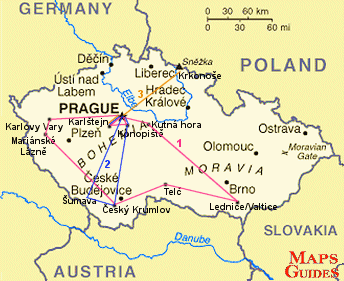 0 30 60 km
0 30 60 mi
POLAND
Děčín
Liberec
Sněžka
Krkonoše
Ústí nad
Labem
Elbe
3
Hradec
Králové
PRAGUE
Karlštejn
Kutna hora
Karlovy Vary
Plzeň
Konopiště
Mariánské
Lázně
BOHEMIA
1
Ostrava
Olomouc
Moravian
Gate
MORAVIA
2
České
Budějovice
Brno
Telč
Šumava
Český Krumlov
Lednice/Valtice
SLOVAKIA
Danube
AUSTRIA
MAPS
GUIDES